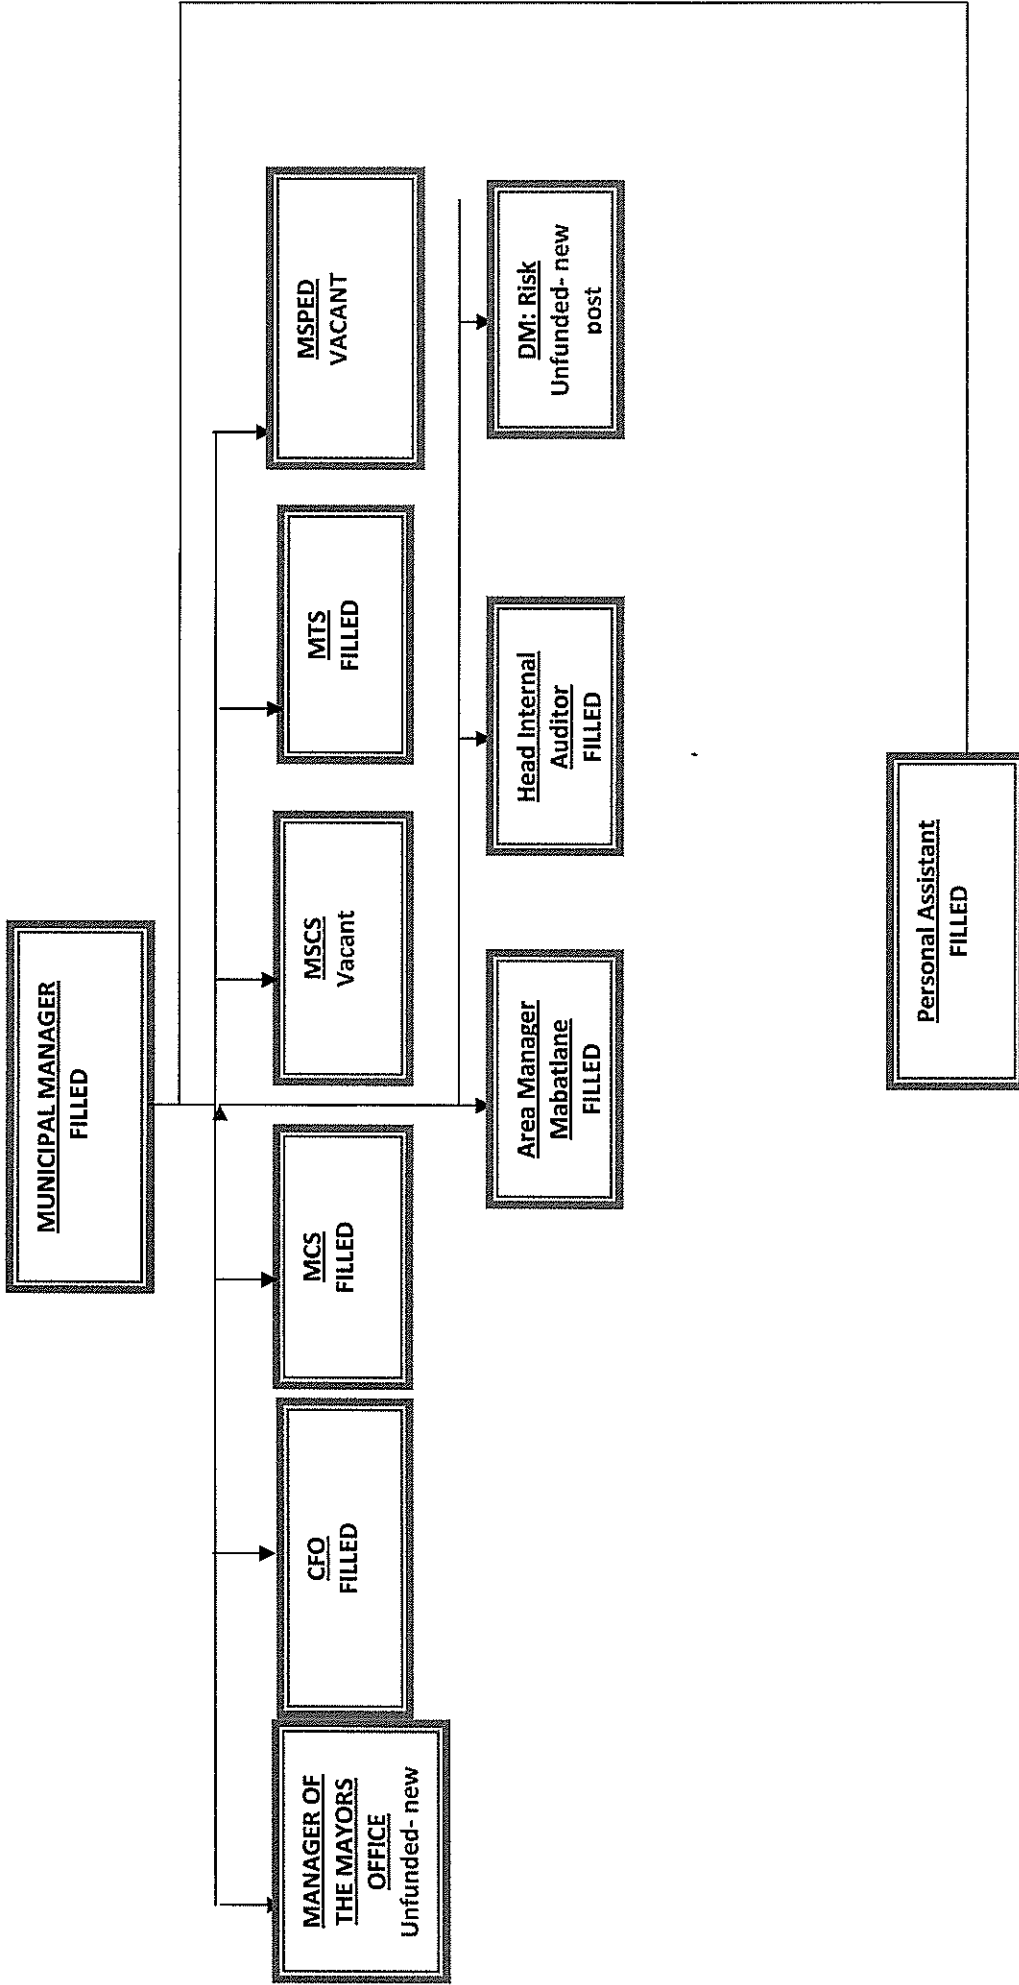 MUNICIPAL MANAGER
FILLED
MANAGER OF
THE MAYORS
OFFICE
Unfunded- new
CFO
FILLED
MCS
FILLED
MSCS
Vacant
MTS
FILLED
MSPED
VACANT
Area Manager
Mabatlane
FILLED
Head Internal
Auditor
FILLED
DM: Risk
Unfunded- new
post
Personal Assistant
FILLED